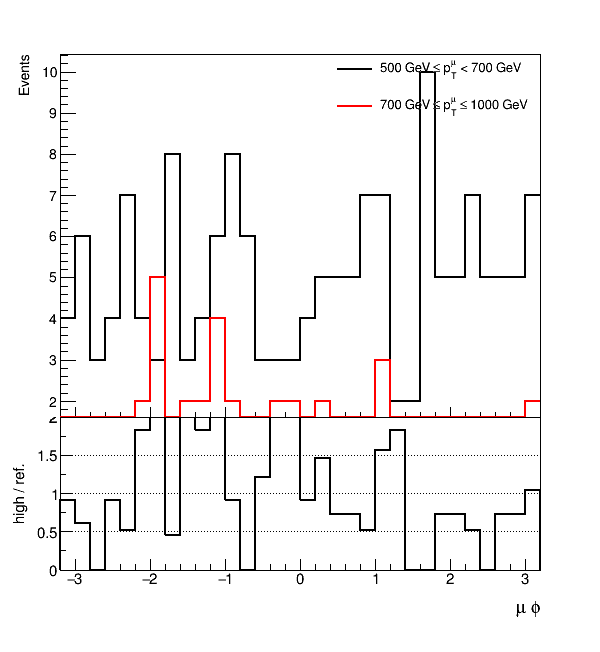 Events
500 GeV ≤ p_T^μ < 700 GeV
700 GeV ≤ p_T^μ ≤ 1000 GeV
10
9
8
7
6
5
4
3
2
2
1.5
1
0.5
0
high / ref.
−3 −2 −1 0 1 2 3
μ ϕ